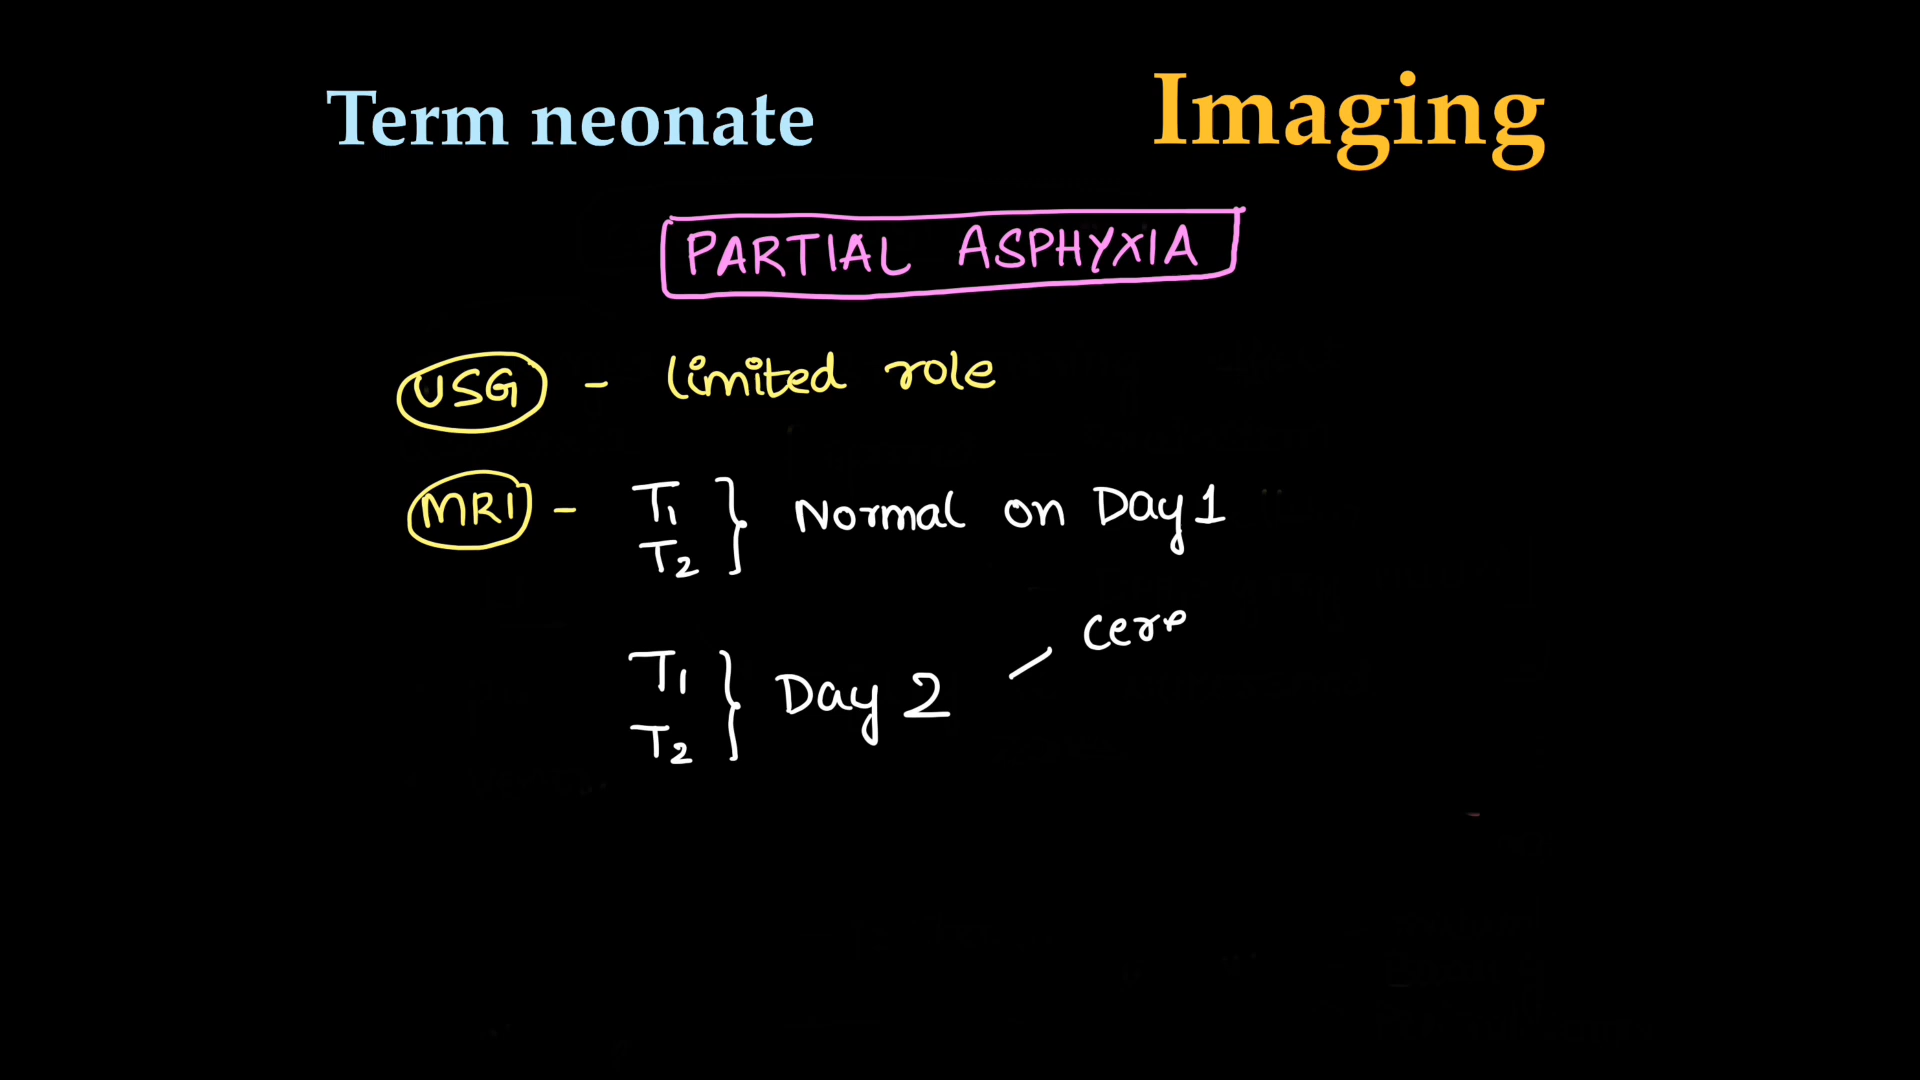 Term neonate
Imaging
PARTIAL ASPHYXIA
USG - limited role
MRI - T1 T2 } Normal on Day 1
T1 T2 } Day 2 - cere